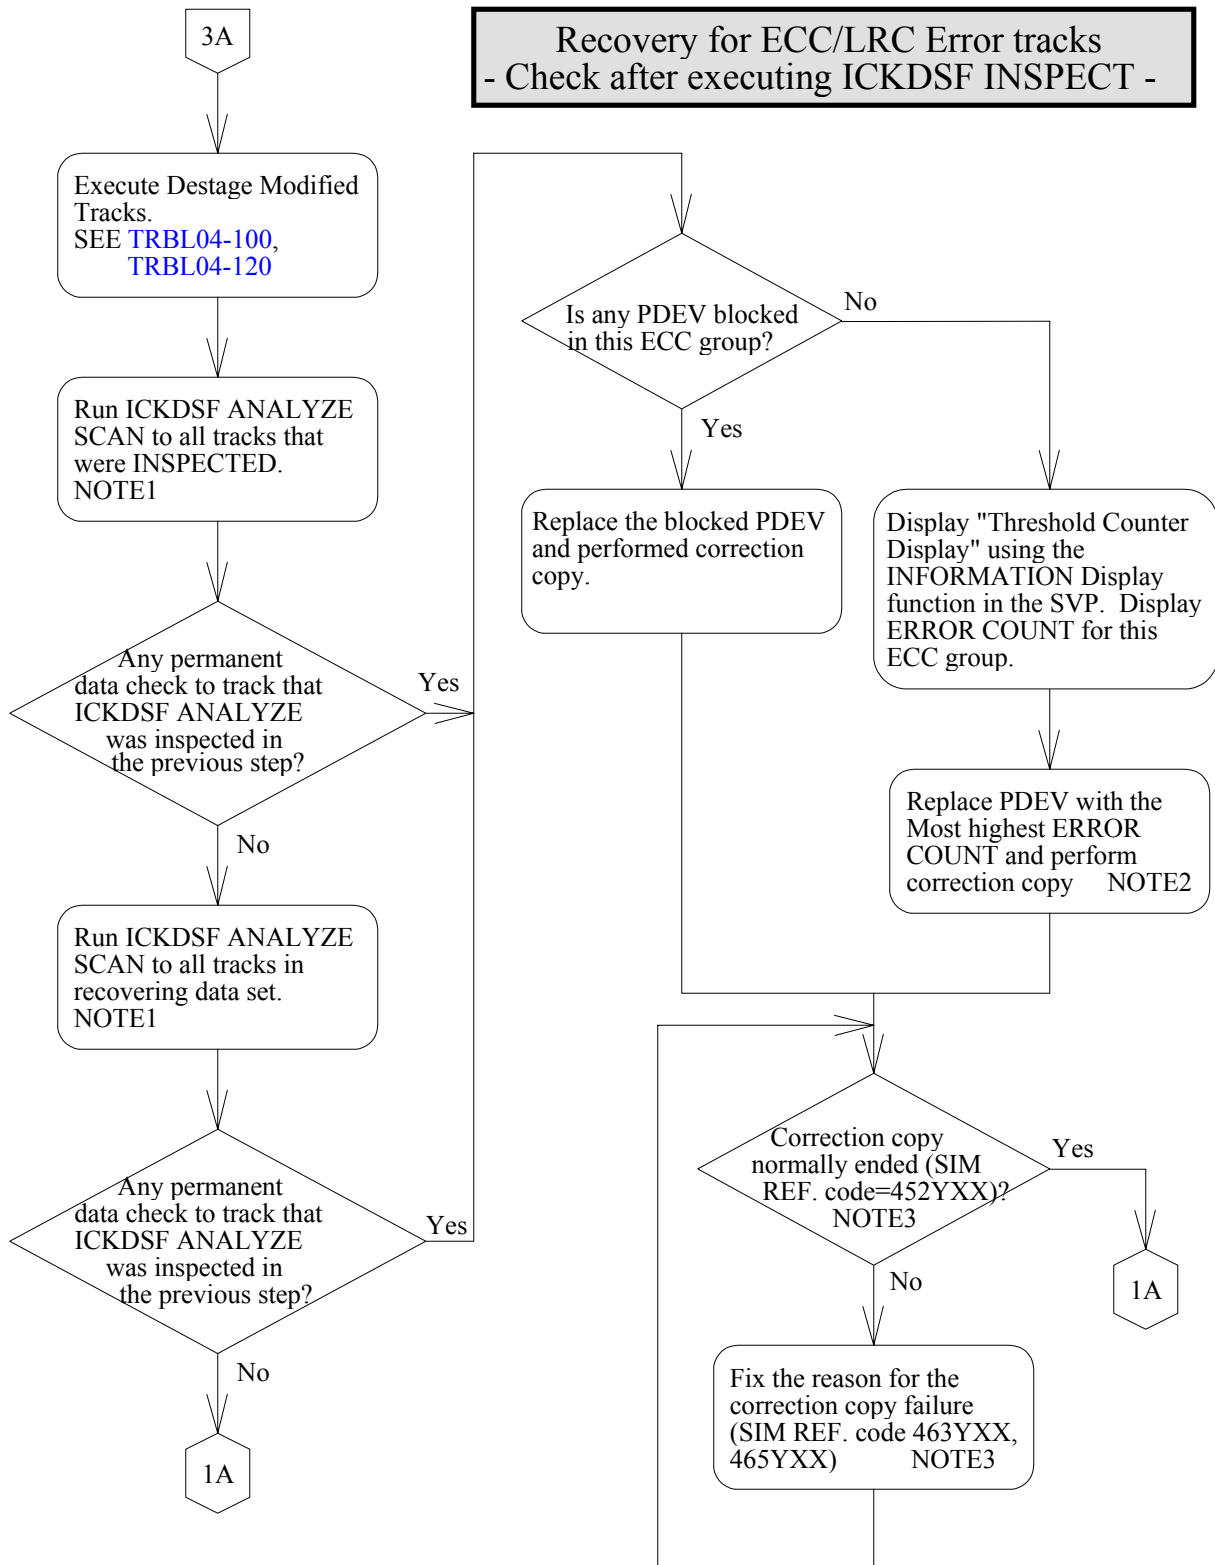 3A
Recovery for ECC/LRC Error tracks
- Check after executing ICKDSF INSPECT -
Execute Destage Modified
Tracks.
SEE TRBL04-100,
TRBL04-120
Run ICKDSF ANALYZE
SCAN to all tracks that
were INSPECTED.
NOTE1
Any permanent
data check to track that
ICKDSF ANALYZE
was inspected in
the previous step?
Yes
No
Run ICKDSF ANALYZE
SCAN to all tracks in
recovering data set.
NOTE1
Any permanent
data check to track that
ICKDSF ANALYZE
was inspected in
the previous step?
Yes
No
1A
Is any PDEV blocked
in this ECC group?
No
Yes
Replace the blocked PDEV
and performed correction
copy.
Display "Threshold Counter
Display" using the
INFORMATION Display
function in the SVP.  Display
ERROR COUNT for this
ECC group.
Replace PDEV with the
Most highest ERROR
COUNT and perform
correction copy NOTE2
Correction copy
normally ended (SIM
REF. code=452YXX)?
NOTE3
Yes
No
1A
Fix the reason for the
correction copy failure
(SIM REF. code 463YXX,
465YXX) NOTE3